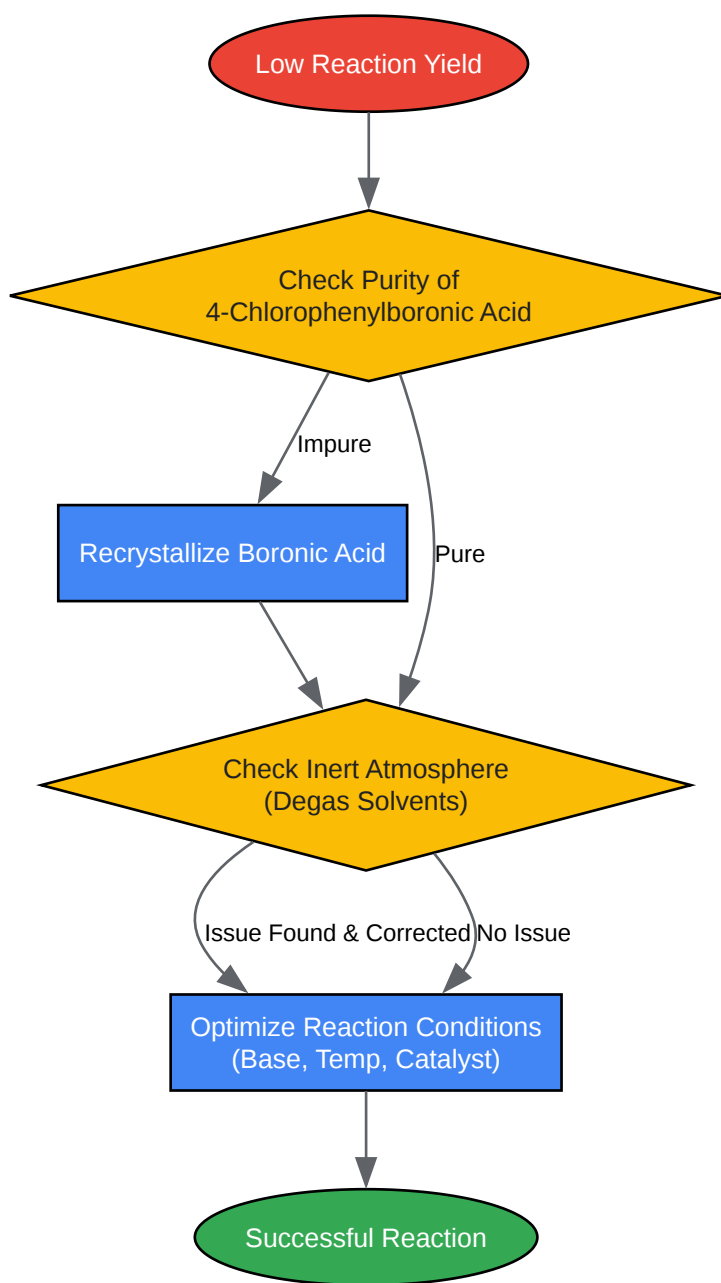 Low Reaction Yield
Check Purity of
4-Chlorophenylboronic Acid
Impure
Recrystallize Boronic Acid
Pure
Check Inert Atmosphere
(Degas Solvents)
Issue Found & Corrected
No Issue
Optimize Reaction Conditions
(Base, Temp, Catalyst)
Successful Reaction